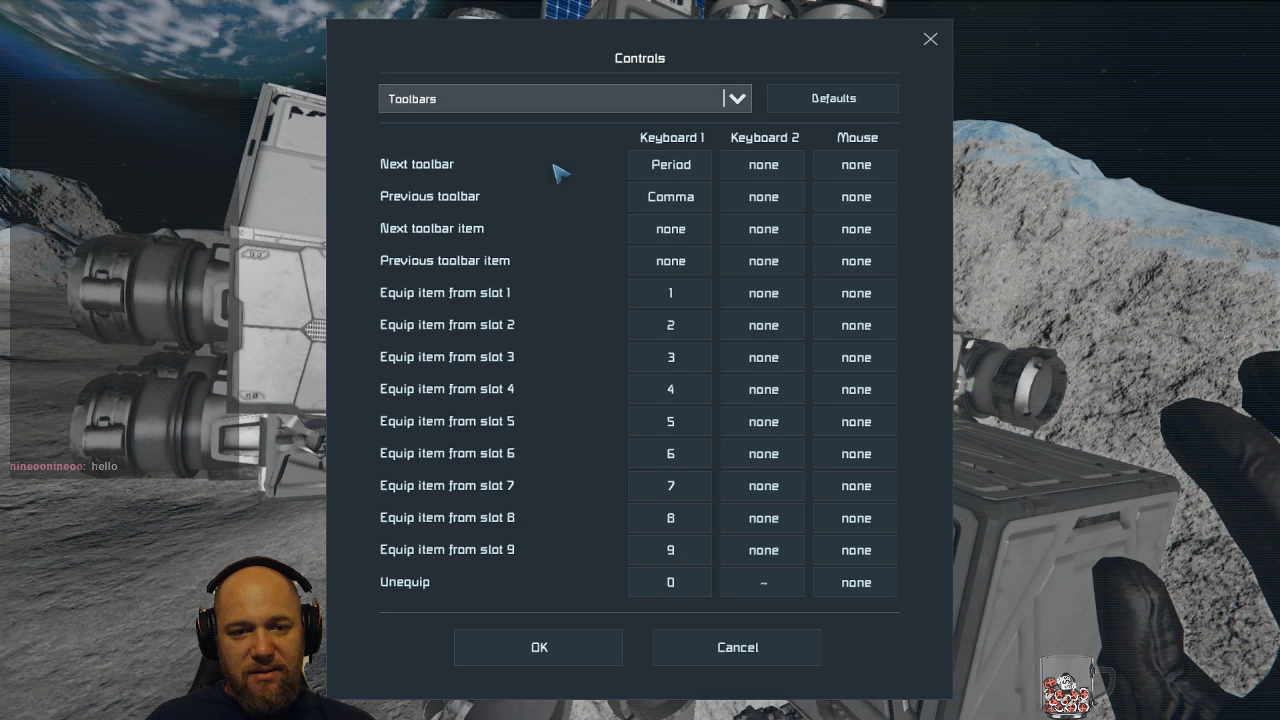 Controls
Toolbars
Defaults
Keyboard 1 Keyboard 2 Mouse
Next toolbar Period none none
Previous toolbar Comma none none
Next toolbar item none none none
Previous toolbar item none none none
Equip item from slot 1 1 none none
Equip item from slot 2 2 none none
Equip item from slot 3 3 none none
Equip item from slot 4 4 none none
Equip item from slot 5 5 none none
Equip item from slot 6 6 none none
nineoonineoo: hello
Equip item from slot 7 7 none none
Equip item from slot 8 8 none none
Equip item from slot 9 9 none none
Unequip 0 ~ none
OK Cancel